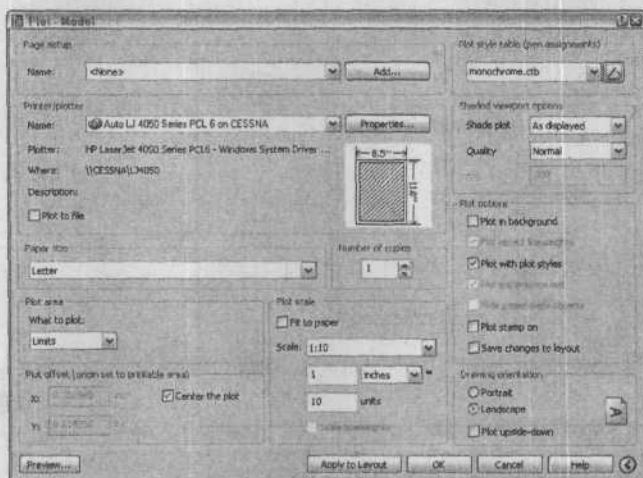 Plot - Model
Page setup
Name: <None> Add...
Plot style table (pen assignments)
monochrome.ctb
Printer/plotter
Name: Auto LJ 4050 Series PCL 6 on CESSNA Properties...
Plotter: HP LaserJet 4050 Series PCL6 - Windows System Driver ...
Where: \\CESSNA\LJ4050
Description:
Plot to file
8.5"
11.0"
Shaded viewport options
Shade plot As displayed
Quality Normal
Paper size
Letter
Number of copies
1
Plot options
Plot in background
Plot with plot styles
Plot stamp on
Save changes to layout
Plot area
What to plot:
Limits
Plot scale
Fit to paper
Scale: 1:10
1 inches =
10 units
Plot offset (origin set to printable area)
X:
Center the plot
Y:
Drawing orientation
Portrait
Landscape
Plot upside-down
A
Preview... Apply to Layout OK Cancel Help